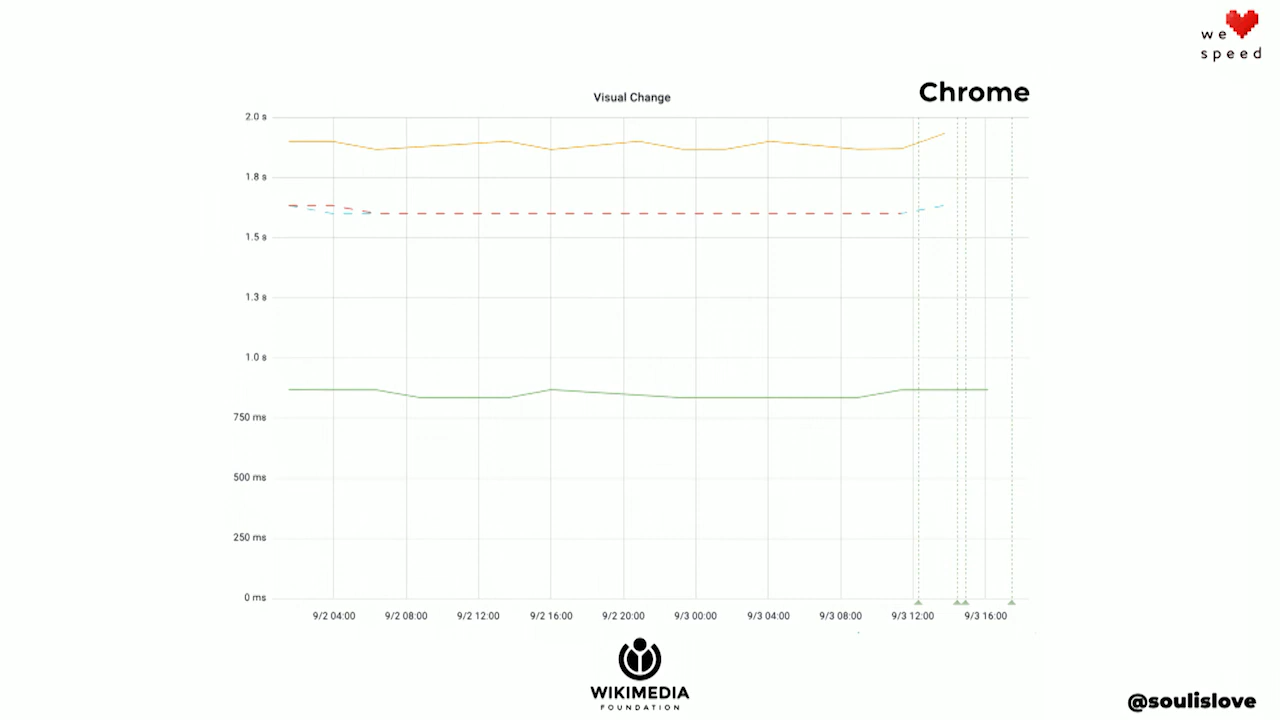 we
speed
Chrome
Visual Change
2.0 s
1.8 s
1.5 s
1.3 s
1.0 s
750 ms
500 ms
250 ms
0 ms
9/2 04:00 9/2 08:00 9/2 12:00 9/2 16:00 9/2 20:00 9/3 00:00 9/3 04:00 9/3 08:00 9/3 12:00 9/3 16:00
WIKIMEDIA
FOUNDATION
@soulislove